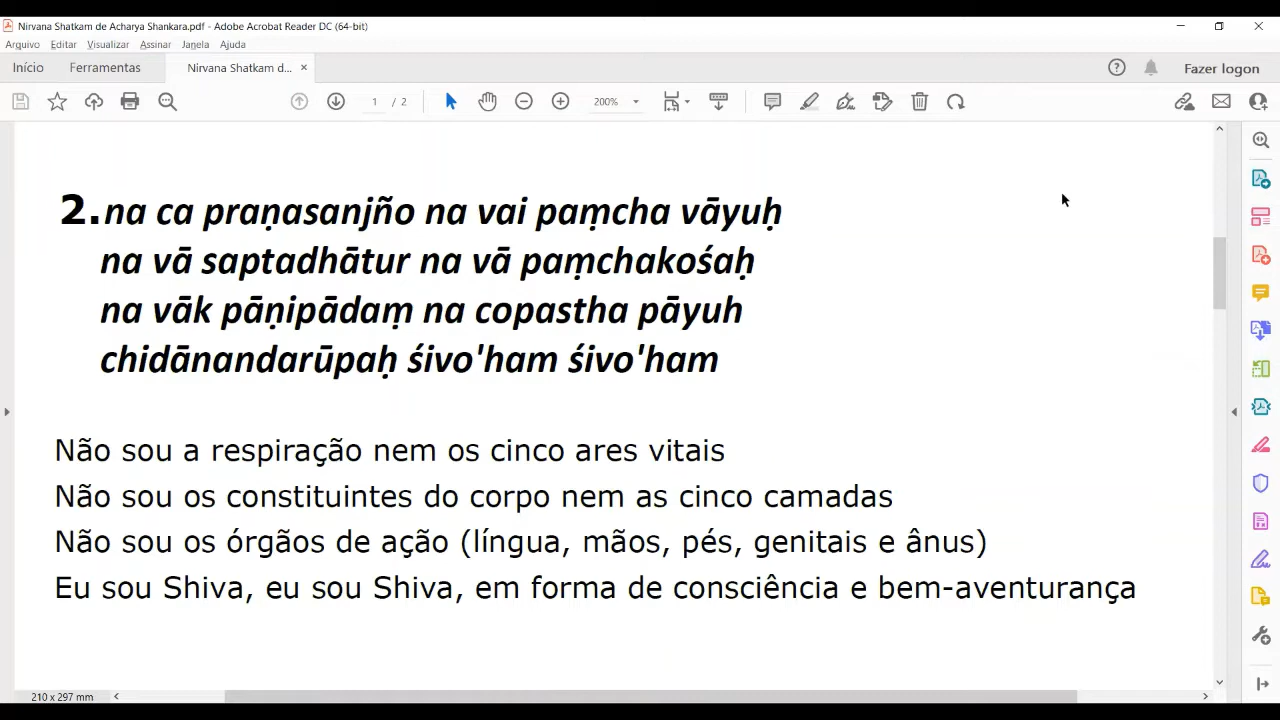 Nirvana Shatkam de Acharya Shankara.pdf - Adobe Acrobat Reader DC (64-bit)
Arquivo Editar Visualizar Assinar Janela Ajuda
Início Ferramentas Nirvana Shatkam d... × Fazer logon
1 / 2 200%
2.na ca praṇasanjño na vai paṃcha vāyuḥ
na vā saptadhātur na vā paṃchakośaḥ
na vāk pāṇipādaṃ na copastha pāyuh
chidānandarūpaḥ śivo'ham śivo'ham
Não sou a respiração nem os cinco ares vitais
Não sou os constituintes do corpo nem as cinco camadas
Não sou os órgãos de ação (língua, mãos, pés, genitais e ânus)
Eu sou Shiva, eu sou Shiva, em forma de consciência e bem-aventurança
210 x 297 mm